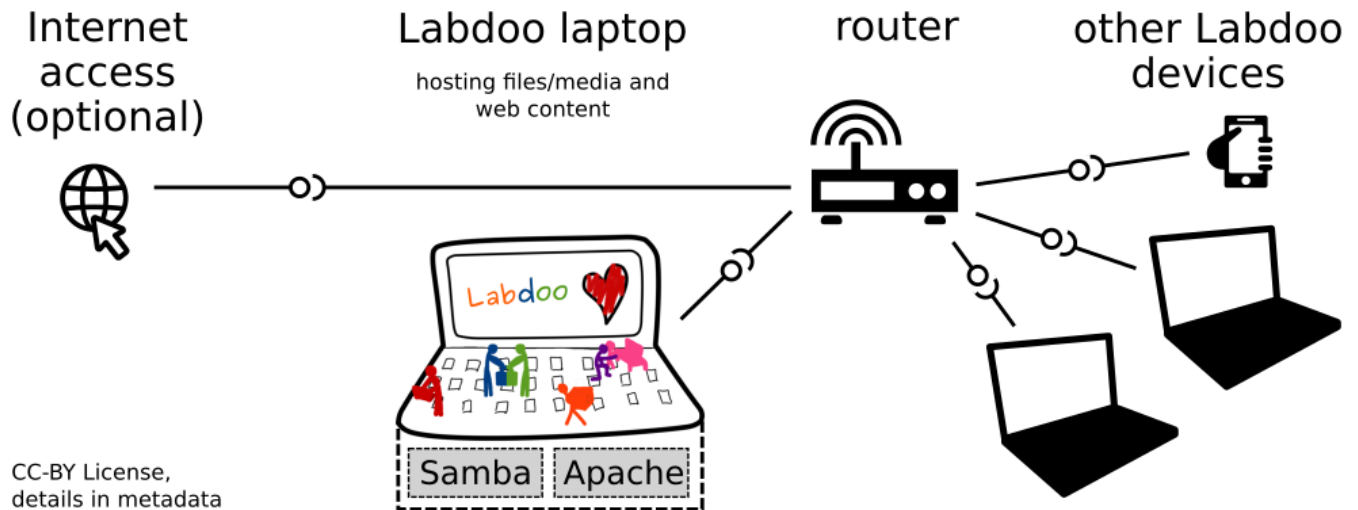 Internet
access
(optional)
Labdoo laptop
hosting files/media and
web content
router
other Labdoo
devices
Labdoo
Samba
Apache
CC-BY License,
details in metadata